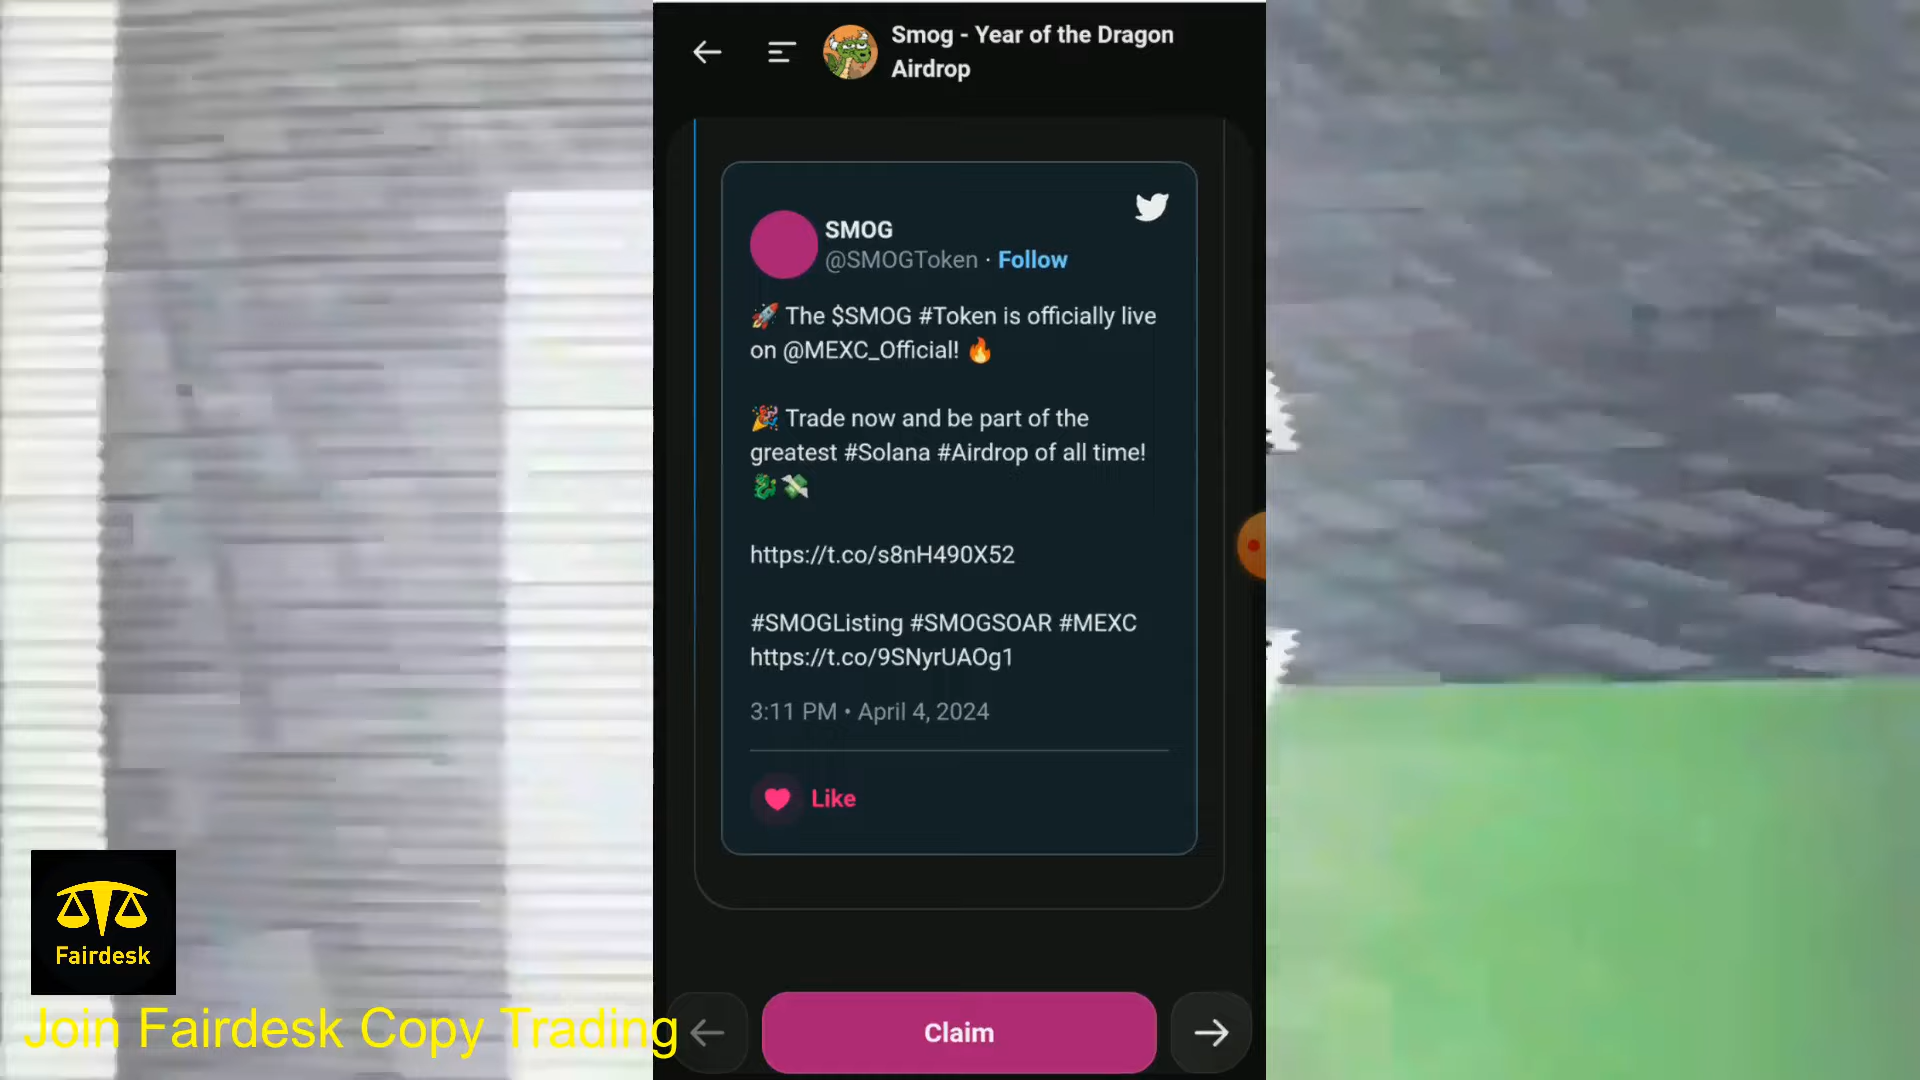 Smog - Year of the Dragon
Airdrop
SMOG
@SMOGToken · Follow
🚀 The $SMOG #Token is officially live
on @MEXC_Official! 🔥
🎉 Trade now and be part of the
greatest #Solana #Airdrop of all time!
🐉💸
https://t.co/s8nH490X52
#SMOGListing #SMOGSOAR #MEXC
https://t.co/9SNyrUAOg1
3:11 PM • April 4, 2024
Like
Claim
Fairdesk
Join Fairdesk Copy Trading